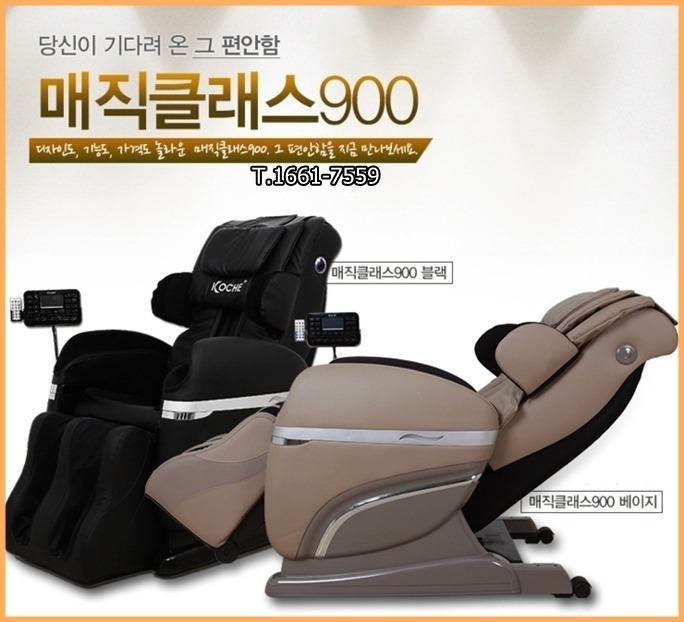 당신이 기다려 온 그 편안함
매직클래스900
디자인도, 기능도, 가격도 놀라운 매직클래스900. 그 편안함을 지금 만나보세요.
T.1661-7559
KOCHE
매직클래스900 블랙
매직클래스900 베이지